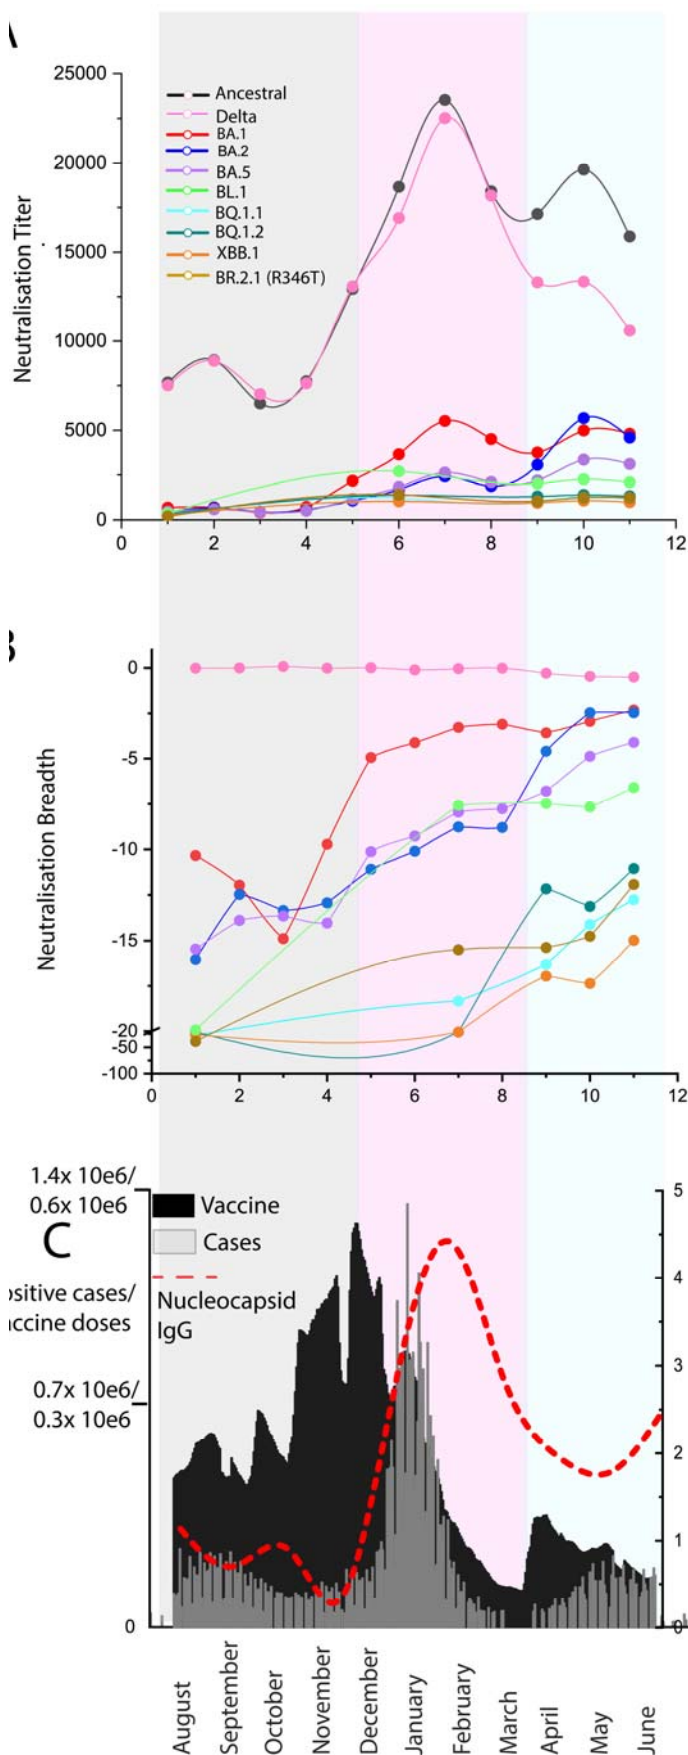 25000
20000
15000
10000
5000
0
Neutralisation Titer
Ancestral
Delta
BA.1
BA.2
BA.5
BL.1
BQ.1.1
BQ.1.2
XBB.1
BR.2.1 (R346T)
0 2 4 6 8 10 12
0
-5
-10
-15
-20
-50
-100
Neutralisation Breadth
0 2 4 6 8 10 12
1.4x 10e6/
0.6x 10e6
C
Vaccine
Cases
Nucleocapsid
IgG
ositive cases/
accine doses
0.7x 10e6/
0.3x 10e6
0
5
4
3
2
1
0
August
September
October
November
December
January
February
March
April
May
June